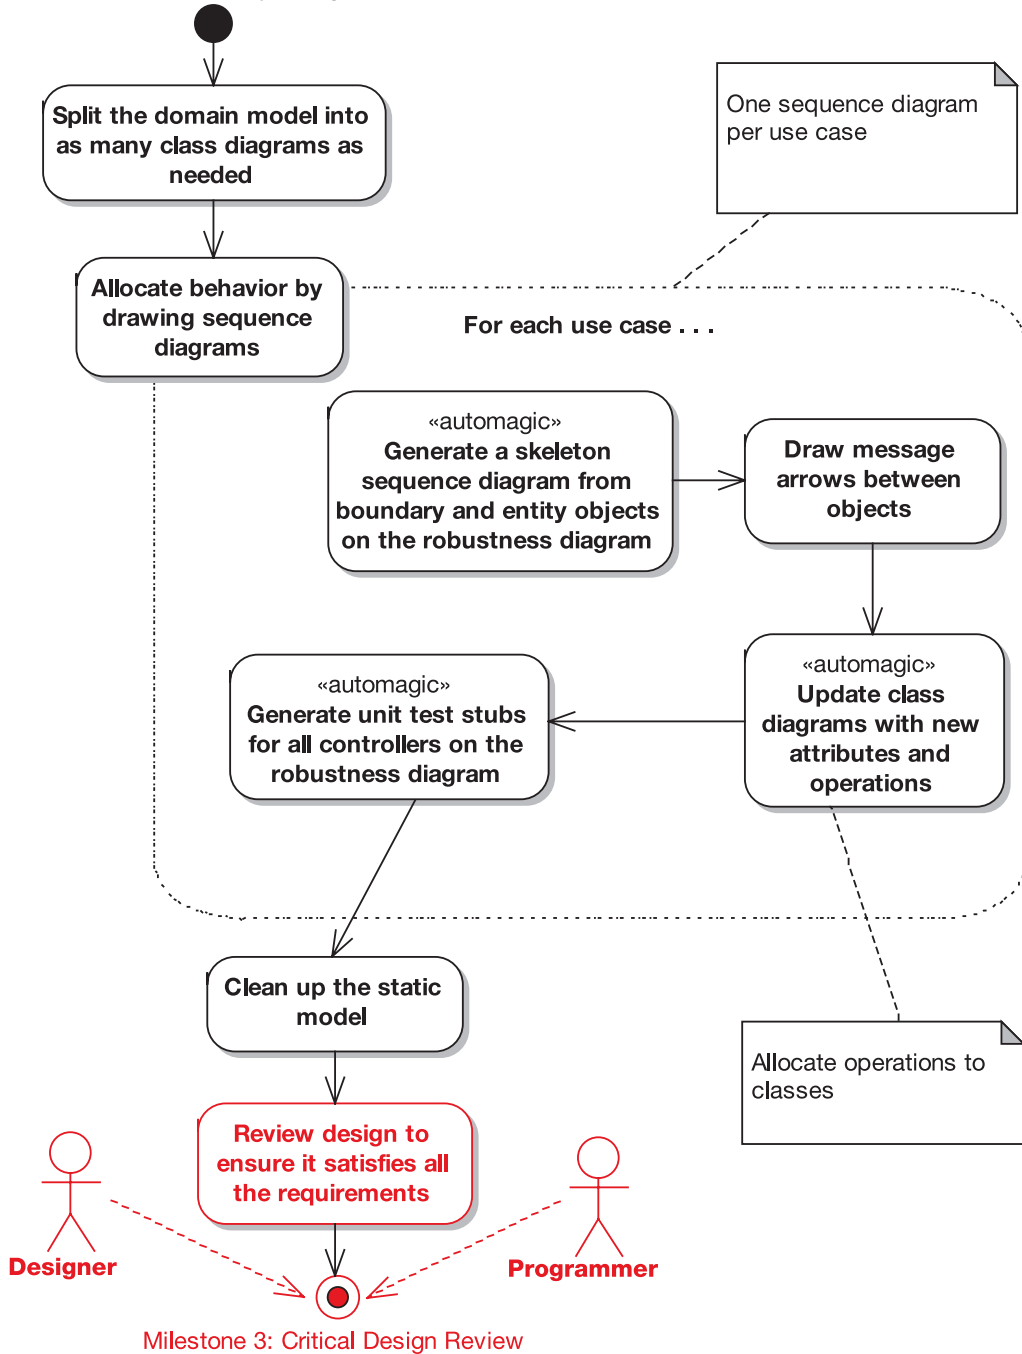 Split the domain model into
as many class diagrams as
needed
One sequence diagram
per use case
Allocate behavior by
drawing sequence
diagrams
For each use case . . .
«automagic»
Generate a skeleton
sequence diagram from
boundary and entity objects
on the robustness diagram
Draw message
arrows between
objects
«automagic»
Update class
diagrams with new
attributes and
operations
«automagic»
Generate unit test stubs
for all controllers on the
robustness diagram
Clean up the static
model
Allocate operations to
classes
Review design to
ensure it satisfies all
the requirements
Designer
Programmer
Milestone 3: Critical Design Review